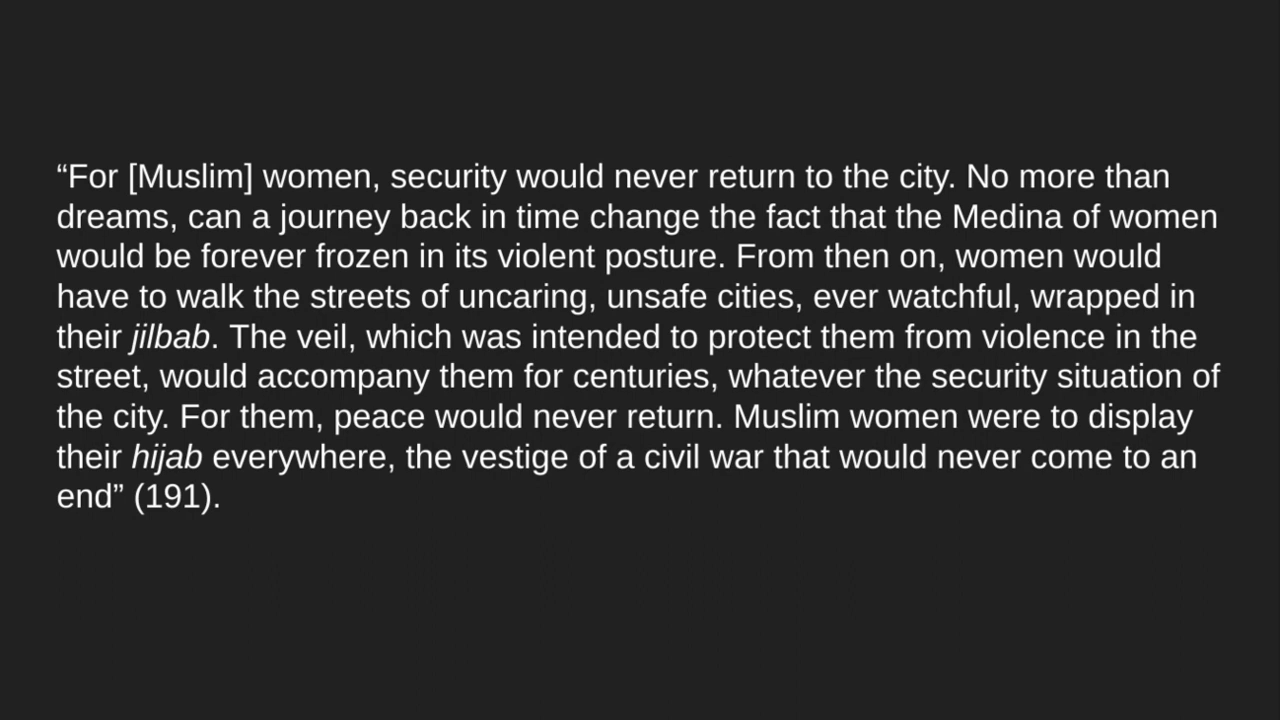 “For [Muslim] women, security would never return to the city. No more than
dreams, can a journey back in time change the fact that the Medina of women
would be forever frozen in its violent posture. From then on, women would
have to walk the streets of uncaring, unsafe cities, ever watchful, wrapped in
their jilbab. The veil, which was intended to protect them from violence in the
street, would accompany them for centuries, whatever the security situation of
the city. For them, peace would never return. Muslim women were to display
their hijab everywhere, the vestige of a civil war that would never come to an
end” (191).